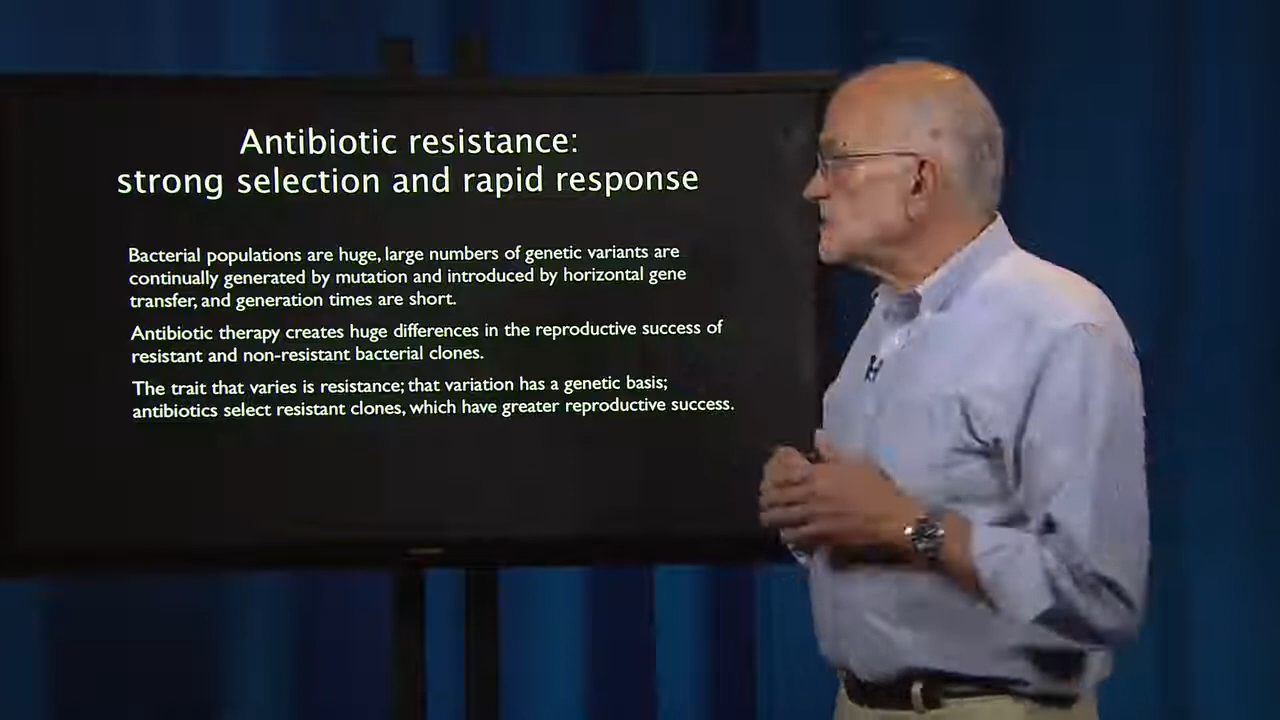 Antibiotic resistance:
strong selection and rapid response
Bacterial populations are huge, large numbers of genetic variants are
continually generated by mutation and introduced by horizontal gene
transfer, and generation times are short.
Antibiotic therapy creates huge differences in the reproductive success of
resistant and non-resistant bacterial clones.
The trait that varies is resistance; that variation has a genetic basis;
antibiotics select resistant clones, which have greater reproductive success.